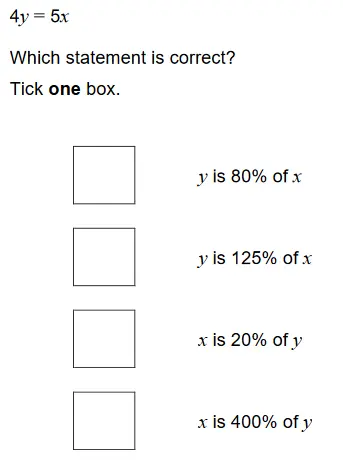 4y = 5x
Which statement is correct?
Tick one box.
y is 80% of x
y is 125% of x
x is 20% of y
x is 400% of y